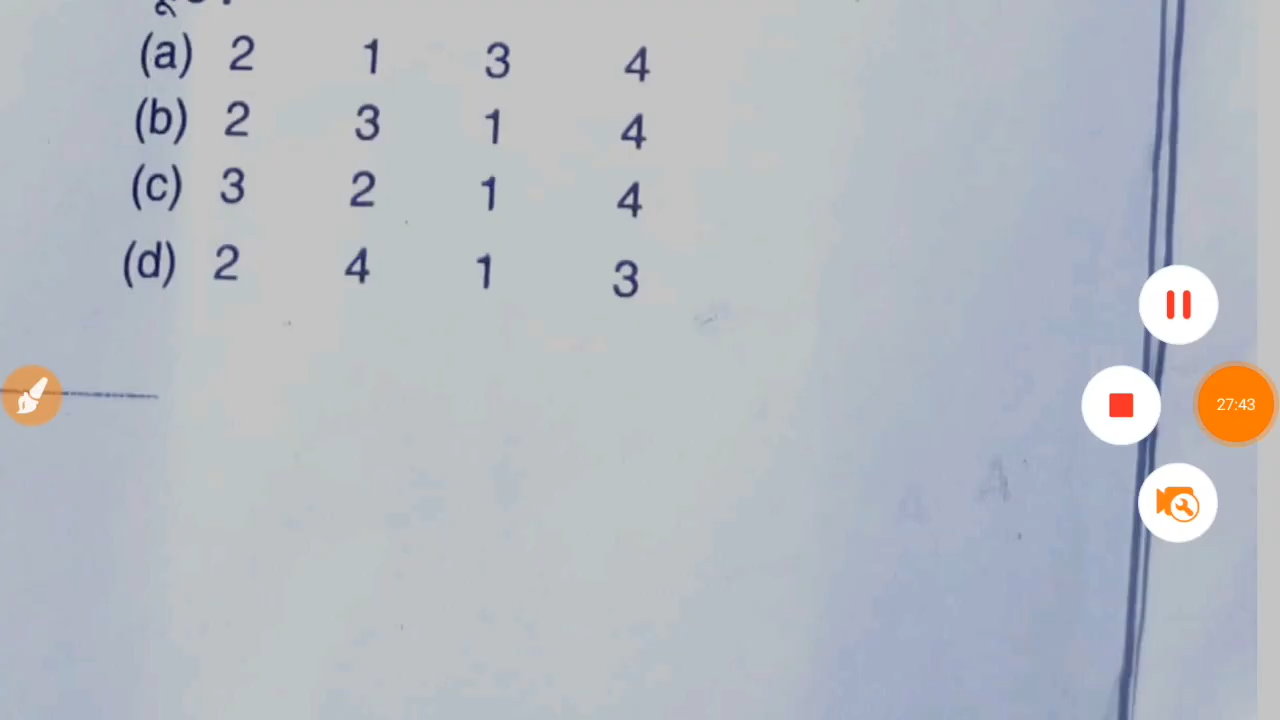 (a) 2 1 3 4
(b) 2 3 1 4
(c) 3 2 1 4
(d) 2 4 1 3
27:43